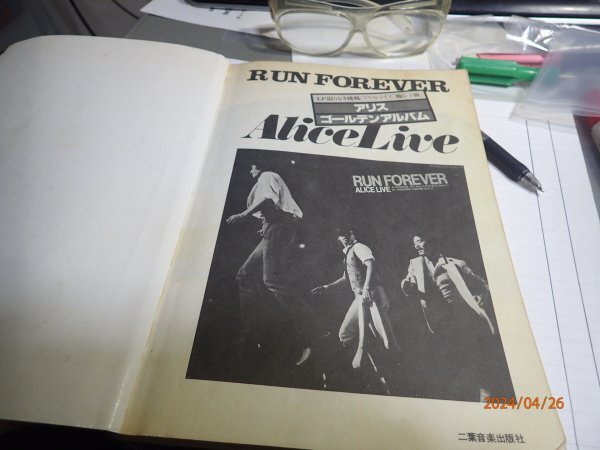 RUN FOREVER
アリス
ゴールデンアルバム
Alice Live
RUN FOREVER
ALICE LIVE
二葉音楽出版社
2024/04/26